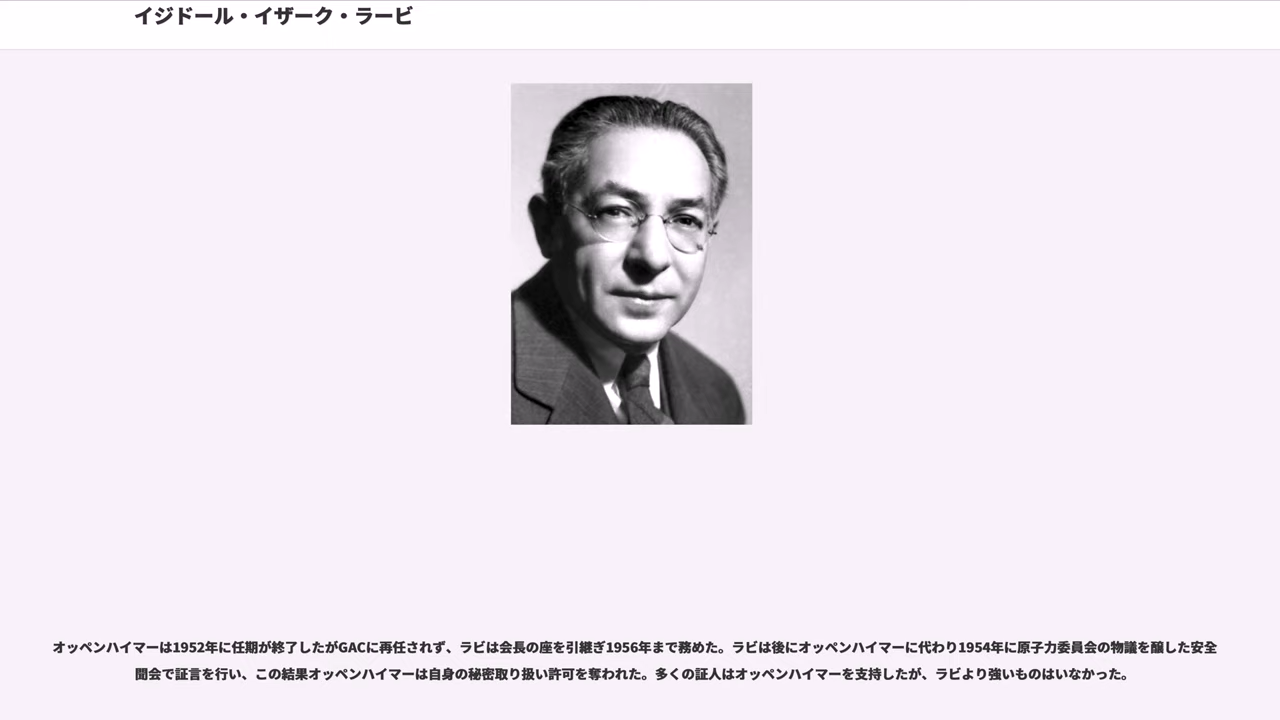 イジドール・イザーク・ラービ
オッペンハイマーは1952年に任期が終了したがGACに再任されず、ラビは会長の座を引継ぎ1956年まで務めた。ラビは後にオッペンハイマーに代わり1954年に原子力委員会の物議を醸した安全
聞会で証言を行い、この結果オッペンハイマーは自身の秘密取り扱い許可を奪われた。多くの証人はオッペンハイマーを支持したが、ラビより強いものはいなかった。